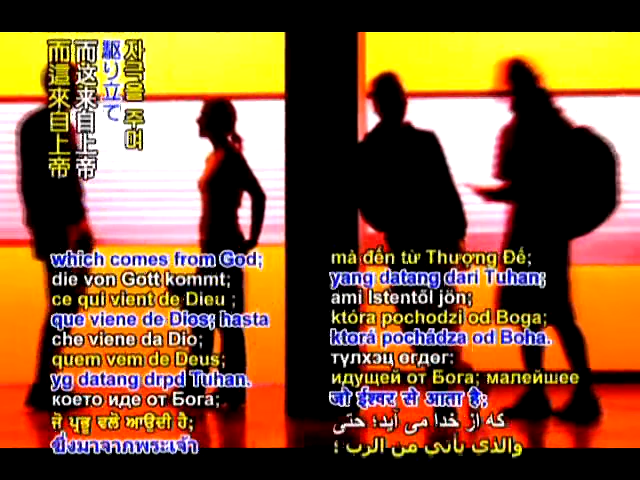 자극을 주며
駆り立て
而这来自上帝
而這來自上帝
which comes from God;
die von Gott kommt;
ce qui vient de Dieu ;
que viene de Dios; hasta
che viene da Dio;
quem vem de Deus;
yg datang drpd Tuhan.
което иде от Бога;
ਜੋ ਪ੍ਰਭੂ ਵਲੋ ਆਉਦੀ ਹੈ;
ซึ่งมาจากพระเจ้า
mà đến từ Thượng Đế;
yang datang dari Tuhan;
ami Istentől jön;
która pochodzi od Boga;
ktorá pochádza od Boha.
түлхэц өгдөг:
идущей от Бога; малейшее
जो ईश्वर से आता है;
که از خدا می آید؛ حتی
والذي يأتي من الرب ؛